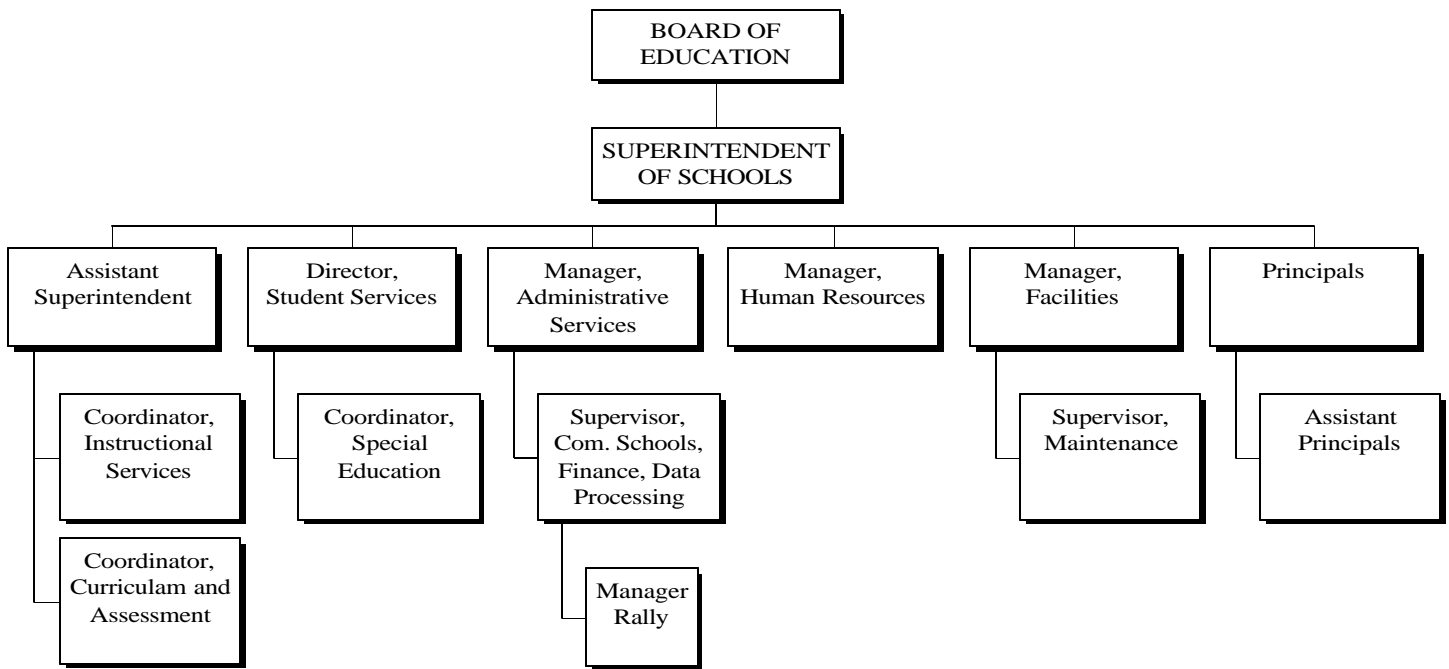 BOARD OF
EDUCATION
SUPERINTENDENT
OF SCHOOLS
Assistant
Superintendent
Director,
Student Services
Manager,
Administrative
Services
Manager,
Human Resources
Manager,
Facilities
Principals
Coordinator,
Instructional
Services
Coordinator,
Special
Education
Supervisor,
Com. Schools,
Finance, Data
Processing
Supervisor,
Maintenance
Assistant
Principals
Coordinator,
Curriculam and
Assessment
Manager
Rally